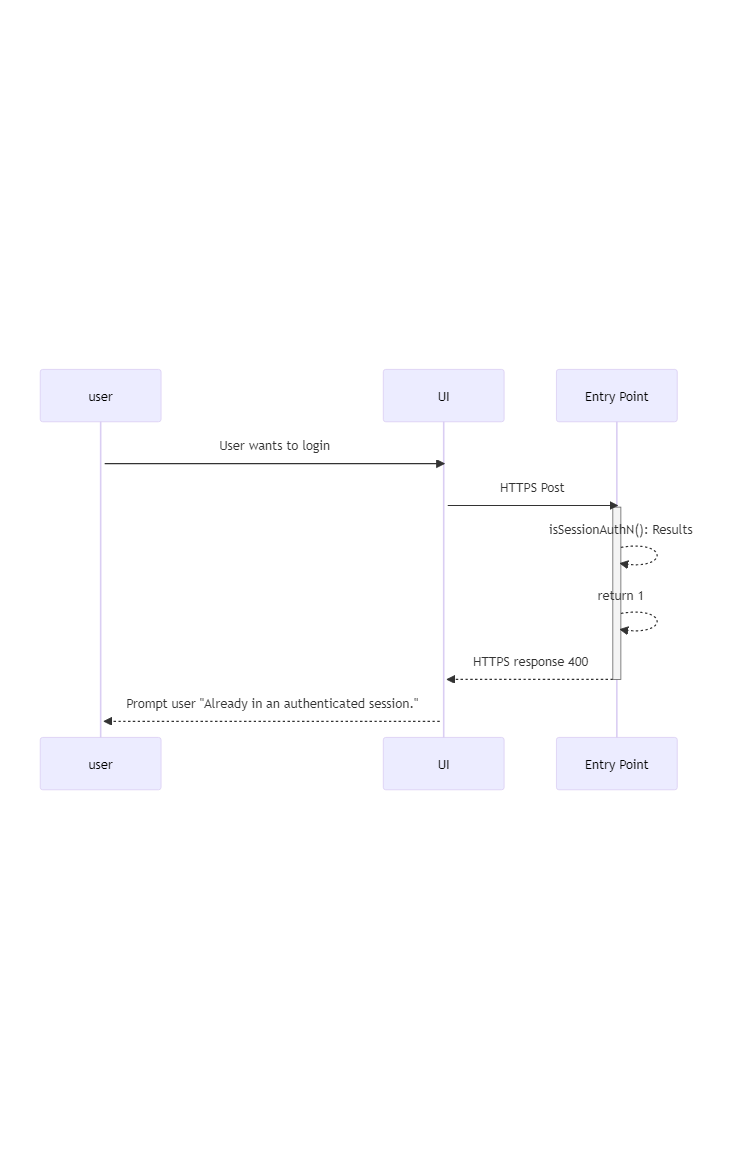 user
UI
Entry Point
User wants to login
HTTPS Post
isSessionAuthN(): Results
return 1
HTTPS response 400
Prompt user "Already in an authenticated session."
user
UI
Entry Point